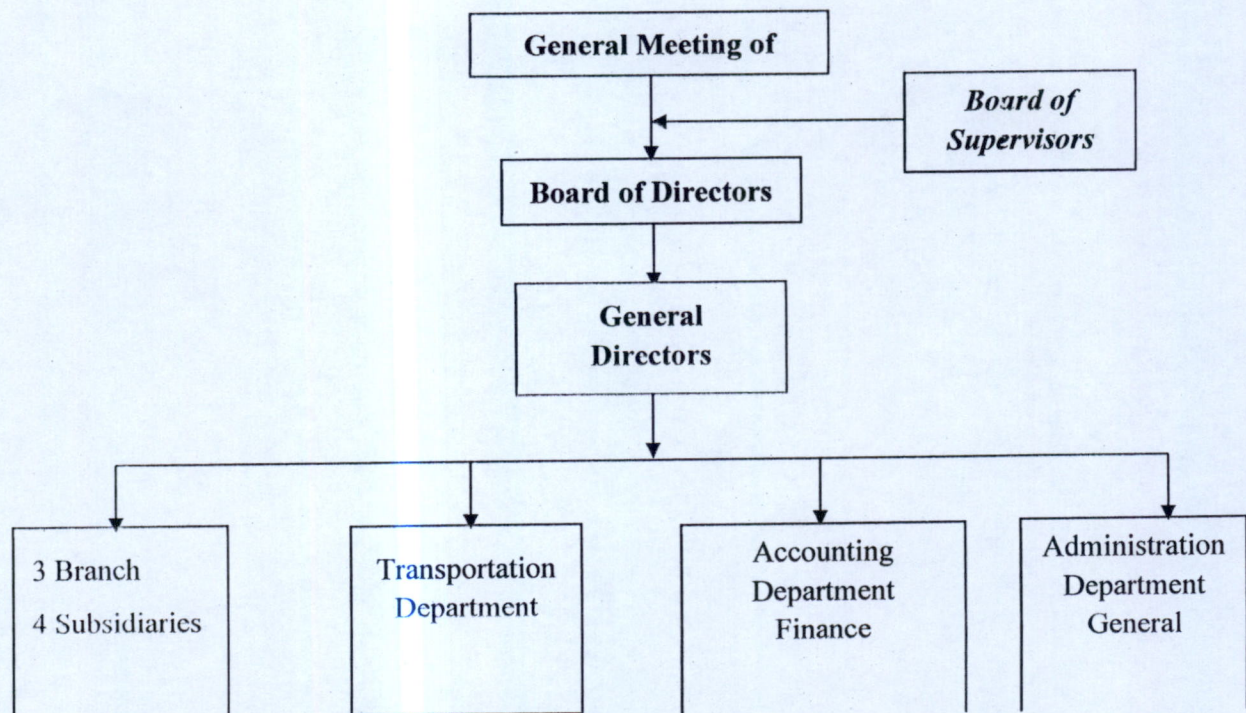 General Meeting of
Board of
Supervisors
Board of Directors
General
Directors
3 Branch
4 Subsidiaries
Transportation
Department
Accounting
Department
Finance
Administration
Department
General